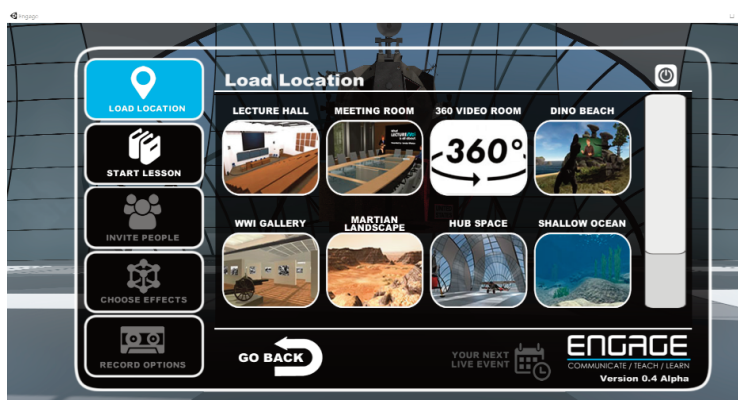 Engage
Load Location
LOAD LOCATION
START LESSON
INVITE PEOPLE
CHOOSE EFFECTS
RECORD OPTIONS
LECTURE HALL
MEETING ROOM
360 VIDEO ROOM
DINO BEACH
360°
WWI GALLERY
MARTIAN
LANDSCAPE
HUB SPACE
SHALLOW OCEAN
GO BACK
YOUR NEXT
LIVE EVENT
ENGAGE
COMMUNICATE / TEACH / LEARN
Version 0.4 Alpha